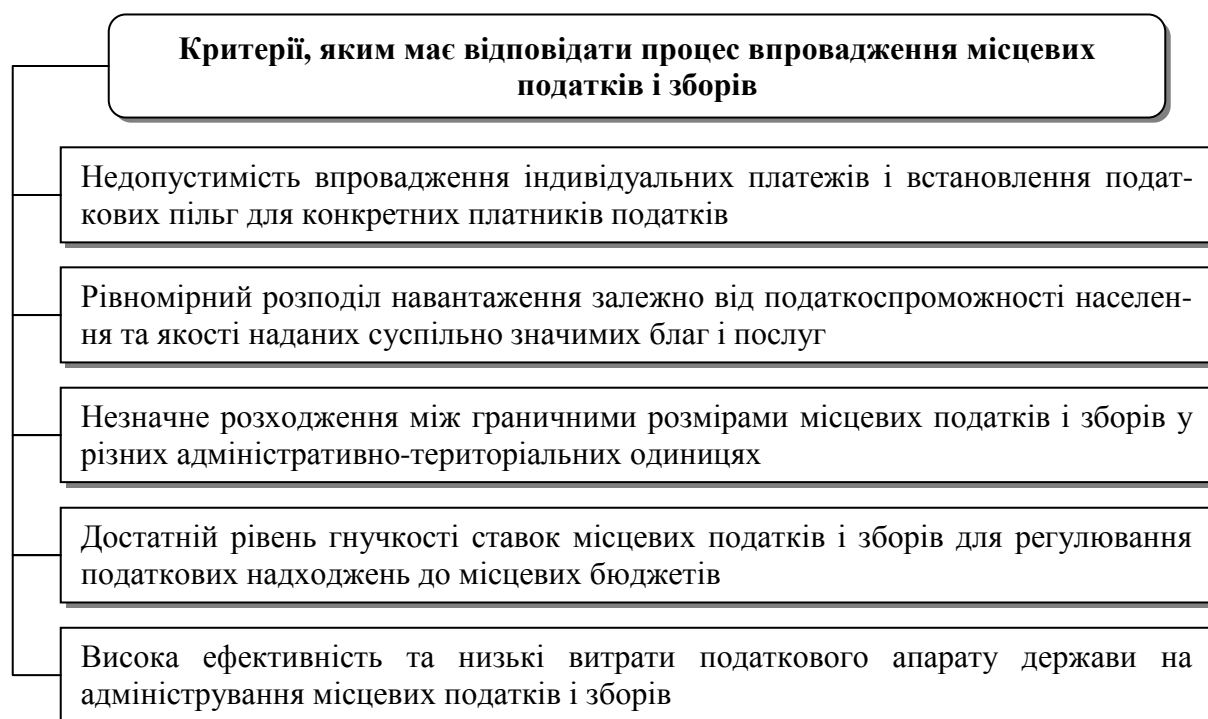 Критерії, яким має відповідати процес впровадження місцевих
податків і зборів
Недопустимість впровадження індивідуальних платежів і встановлення подат-
кових пільг для конкретних платників податків
Рівномірний розподіл навантаження залежно від податкоспроможності населен-
ня та якості наданих суспільно значимих благ і послуг
Незначне розходження між граничними розмірами місцевих податків і зборів у
різних адміністративно-територіальних одиницях
Достатній рівень гнучкості ставок місцевих податків і зборів для регулювання
податкових надходжень до місцевих бюджетів
Висока ефективність та низькі витрати податкового апарату держави на
адміністрування місцевих податків і зборів